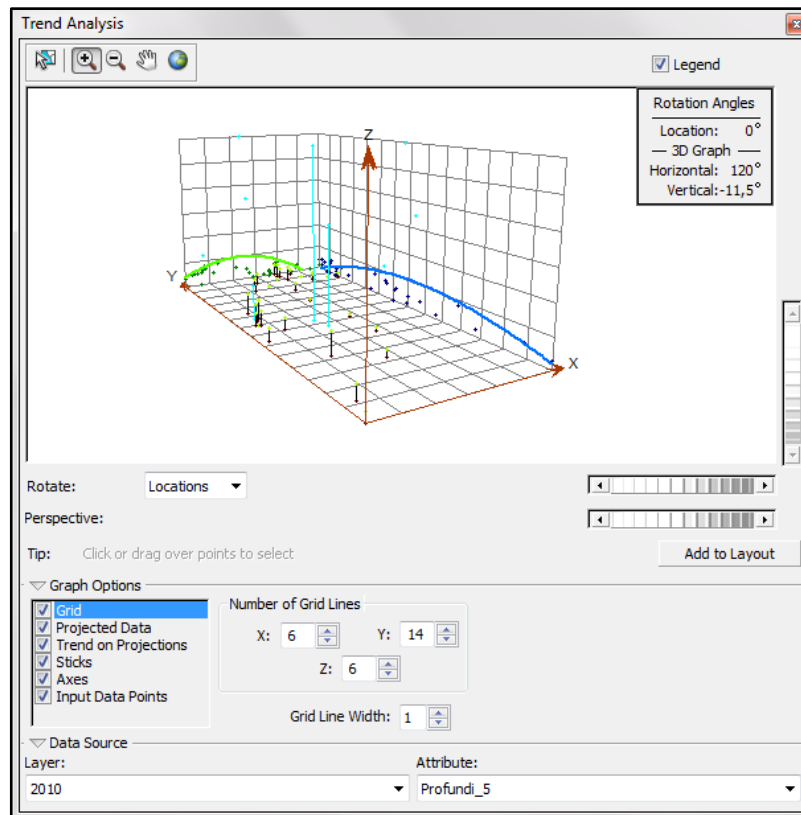 Trend Analysis
Legend
Rotation Angles
Location: 0°
3D Graph
Horizontal: 120°
Vertical:-11,5°
Z
Y
X
Rotate: Locations
Perspective:
Tip: Click or drag over points to select
Add to Layout
Graph Options
Grid
Projected Data
Trend on Projections
Sticks
Axes
Input Data Points
Number of Grid Lines
X: 6 Y: 14
Z: 6
Grid Line Width: 1
Data Source
Layer: Attribute:
2010 Profundi_5